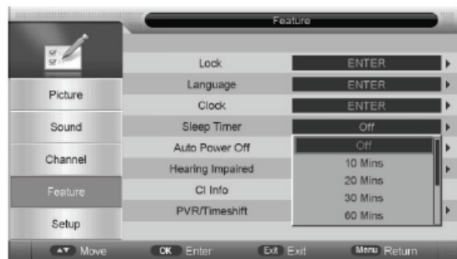 Feature
Lock ENTER
Language ENTER
Clock ENTER
Sleep Timer Off
Auto Power Off
Hearing Impaired
CI Info
PVR/Timeshift
Off
10 Mins
20 Mins
30 Mins
60 Mins
Picture
Sound
Channel
Feature
Setup
Move OK Enter Exit Exit Menu Return